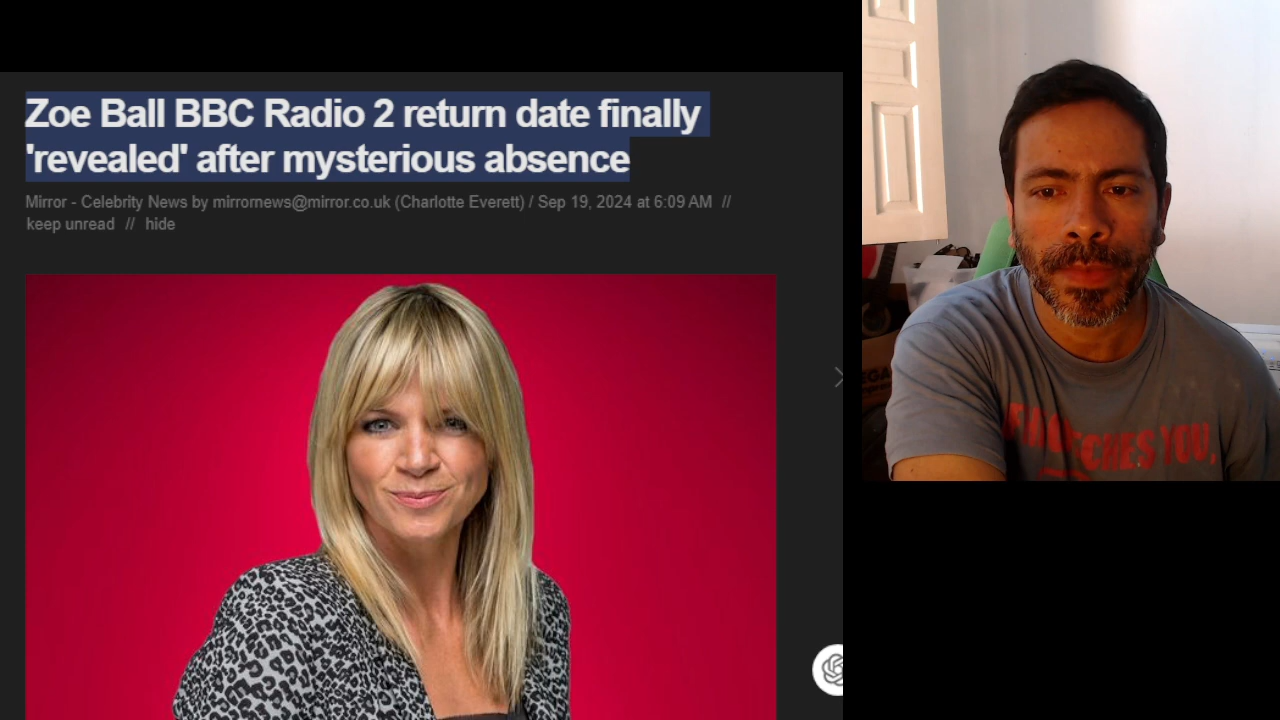 Zoe Ball BBC Radio 2 return date finally
'revealed' after mysterious absence
Mirror - Celebrity News by mirrornews@mirror.co.uk (Charlotte Everett) / Sep 19, 2024 at 6:09 AM //
keep unread // hide
YOU,